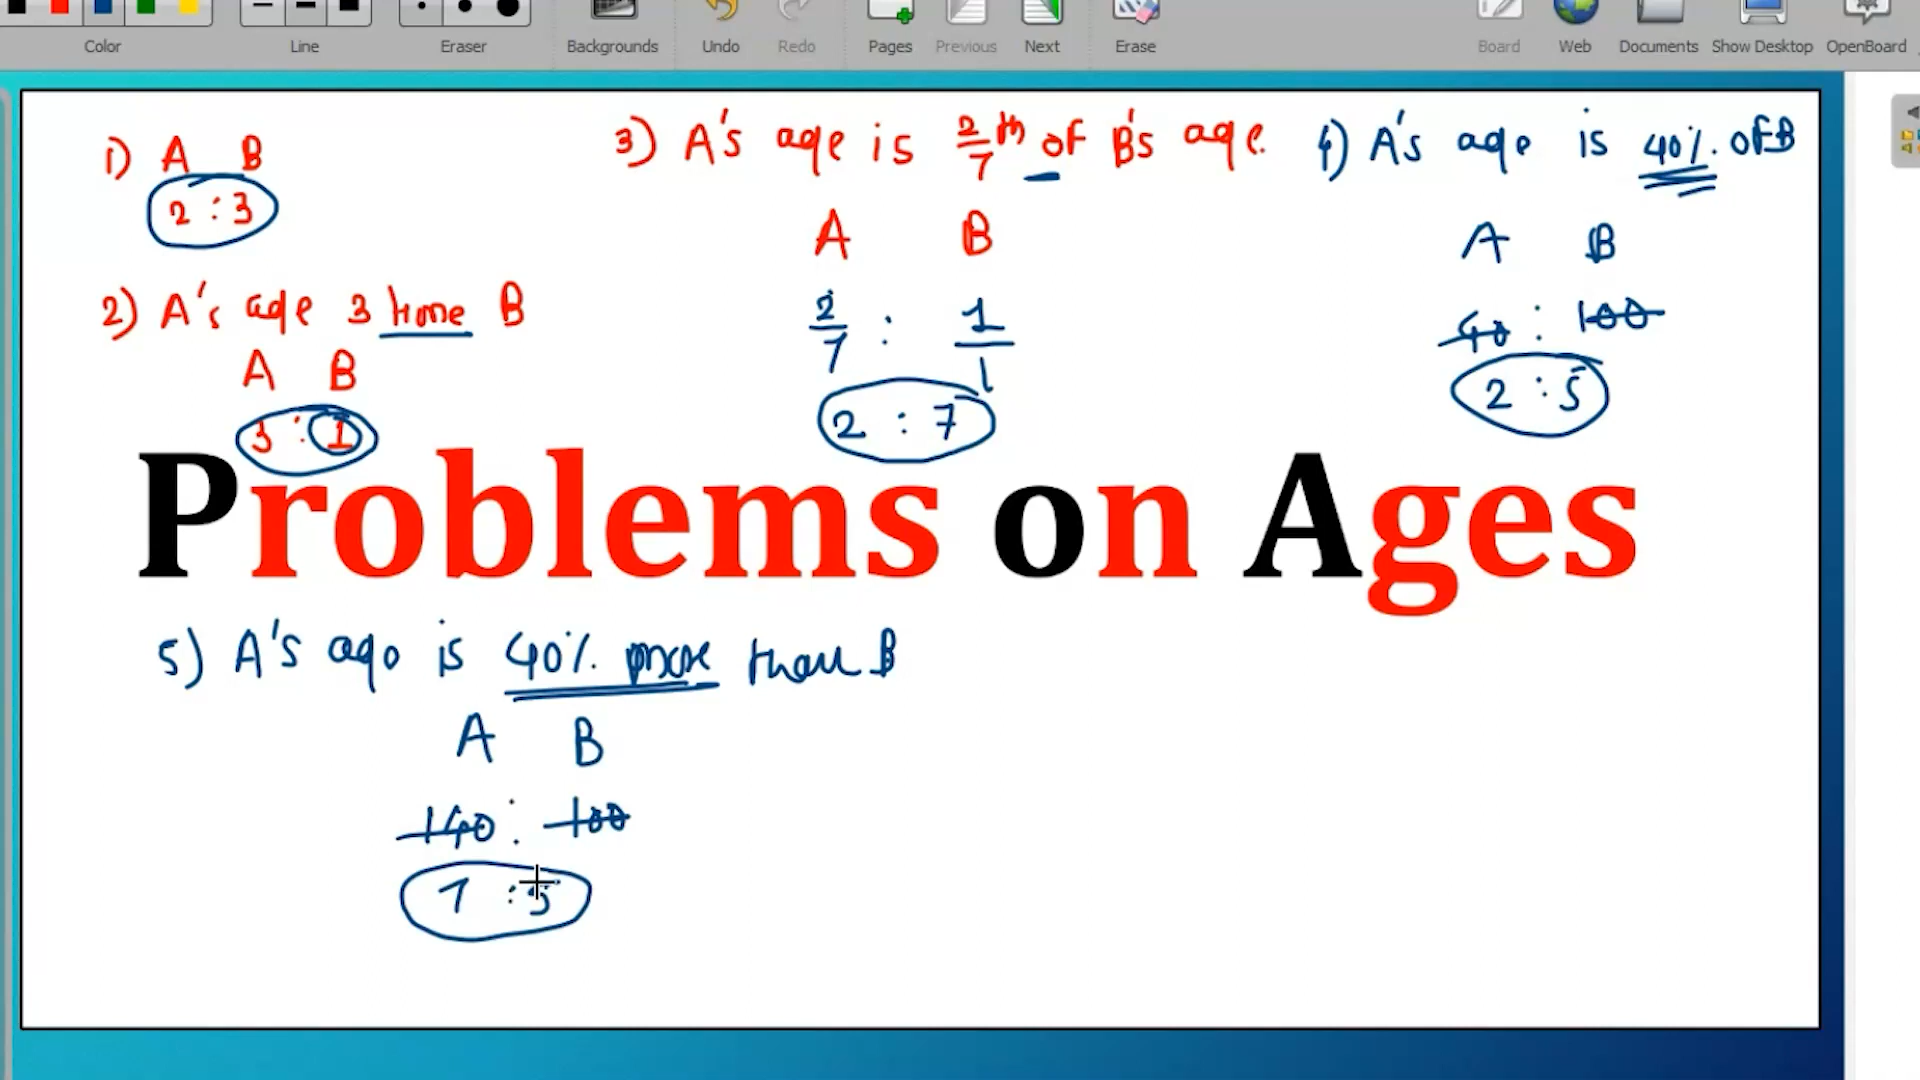 Color
Line
Eraser
Backgrounds
Undo
Redo
Pages
Previous
Next
Erase
Board
Web
Documents
Show Desktop
OpenBoard
1) A B
2 : 3
2) A's age 3 time B
A B
3 : 1
3) A's age is 2/7 th of B's age.
A B
2/7 : 1/1
2 : 7
4) A's age is 40%. of B
A B
40 : 100
2 : 5
Problems on Ages
5) A's age is 40%. more than B
A B
140 : 100
7 : 5